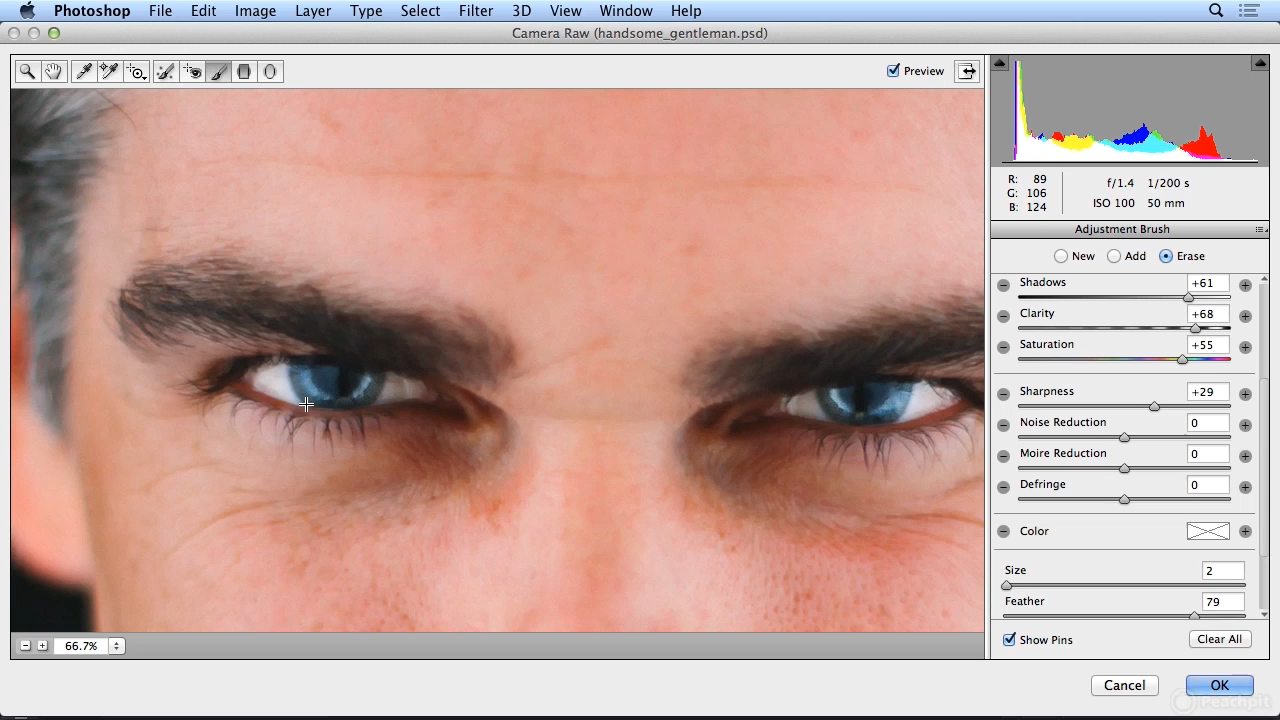 Photoshop File Edit Image Layer Type Select Filter 3D View Window Help
Camera Raw (handsome_gentleman.psd)
Preview
R: 89
G: 106
B: 124
f/1.4 1/200 s
ISO 100 50 mm
Adjustment Brush
New Add Erase
Shadows +61
Clarity +68
Saturation +55
Sharpness +29
Noise Reduction 0
Moire Reduction 0
Defringe 0
Color
Size 2
Feather 79
66.7%
Show Pins Clear All
Cancel OK
Peachpit